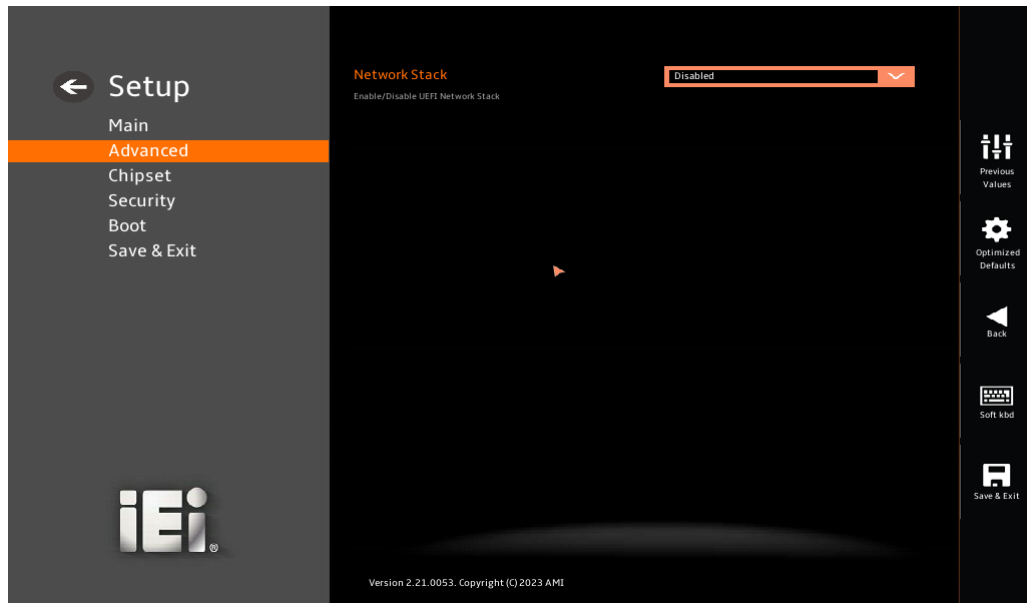 Setup
Main
Advanced
Chipset
Security
Boot
Save & Exit
iEi®
Network Stack
Disabled
Enable/Disable UEFI Network Stack
Version 2.21.0053. Copyright (C) 2023 AMI
Previous
Values
Optimized
Defaults
Back
Soft kbd
Save & Exit